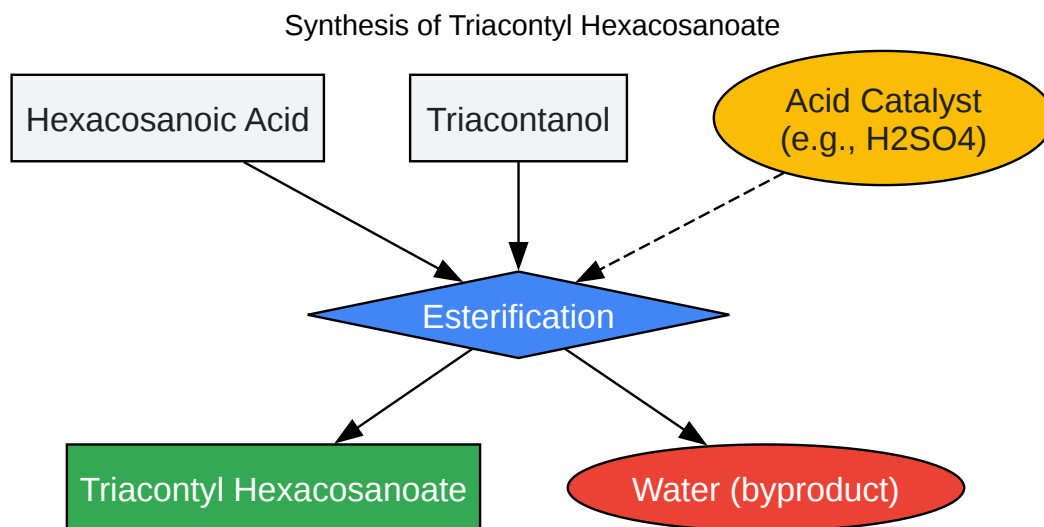 Synthesis of Triacontyl Hexacosanoate
Hexacosanoic Acid
Triacontanol
Acid Catalyst
(e.g., H2SO4)
Esterification
Triacontyl Hexacosanoate
Water (byproduct)